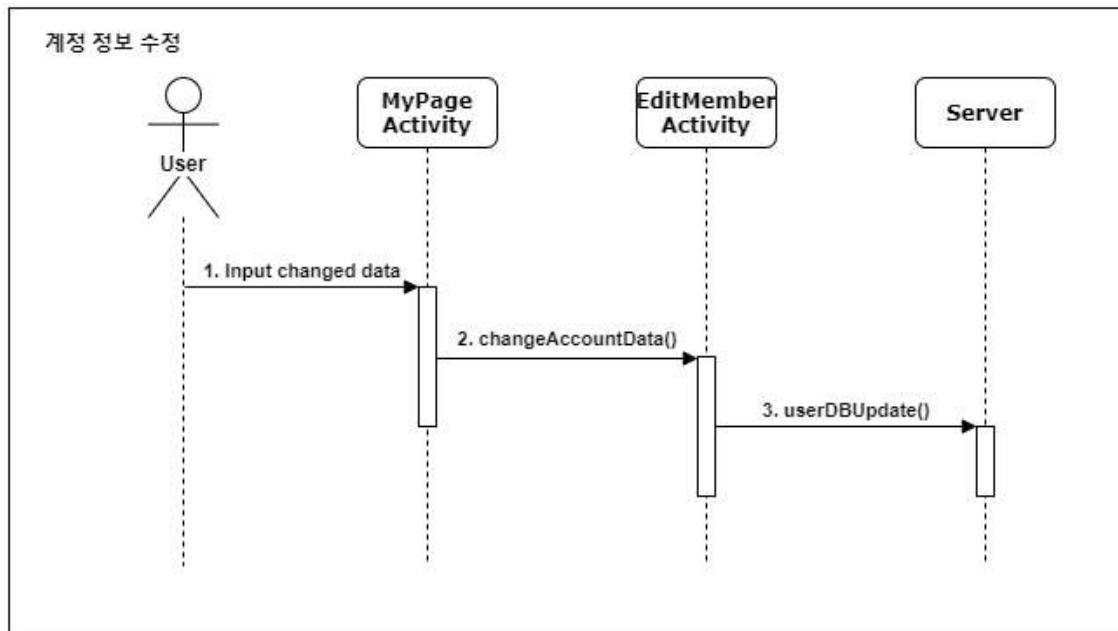 계정 정보 수정
MyPage
Activity
EditMember
Activity
Server
User
1. Input changed data
2. changeAccountData()
3. userDBUpdate()